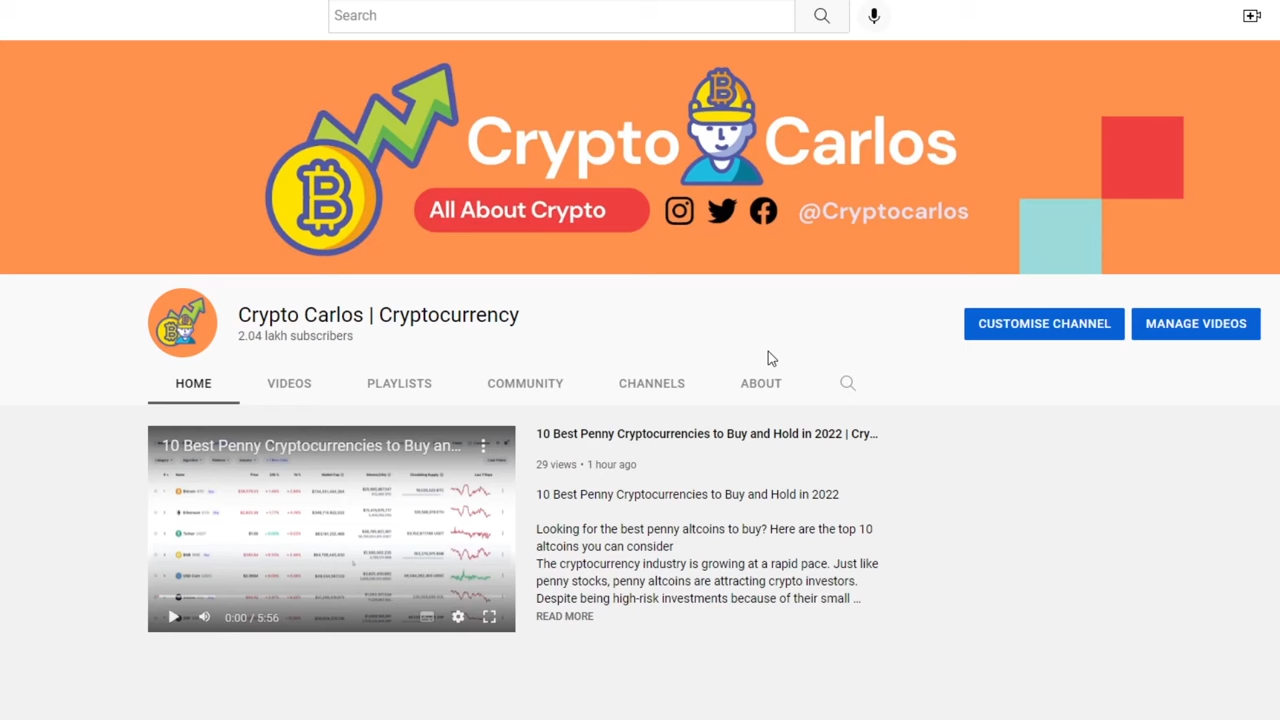 Search
Crypto Carlos
All About Crypto
@Cryptocarlos
Crypto Carlos | Cryptocurrency
2.04 lakh subscribers
CUSTOMISE CHANNEL
MANAGE VIDEOS
HOME
VIDEOS
PLAYLISTS
COMMUNITY
CHANNELS
ABOUT
10 Best Penny Cryptocurrencies to Buy an...
0:00 / 5:56
10 Best Penny Cryptocurrencies to Buy and Hold in 2022 | Cry...
29 views • 1 hour ago
10 Best Penny Cryptocurrencies to Buy and Hold in 2022
Looking for the best penny altcoins to buy? Here are the top 10
altcoins you can consider
The cryptocurrency industry is growing at a rapid pace. Just like
penny stocks, penny altcoins are attracting crypto investors.
Despite being high-risk investments because of their small ...
READ MORE